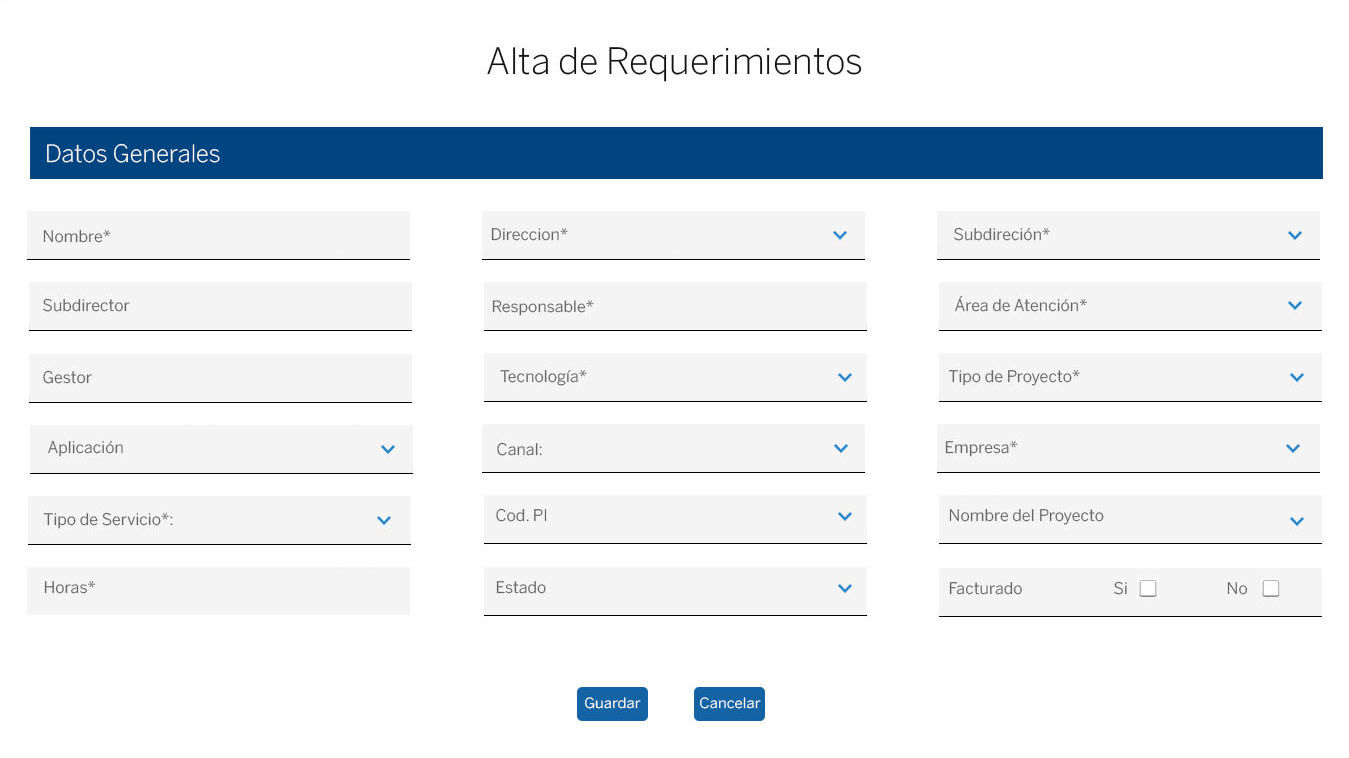 Alta de Requerimientos
Datos Generales
Nombre* Direccion* Subdireción*
Subdirector Responsable* Área de Atención*
Gestor Tecnología* Tipo de Proyecto*
Aplicación Canal: Empresa*
Tipo de Servicio*: Cod. PI Nombre del Proyecto
Horas* Estado Facturado Si No
Guardar Cancelar